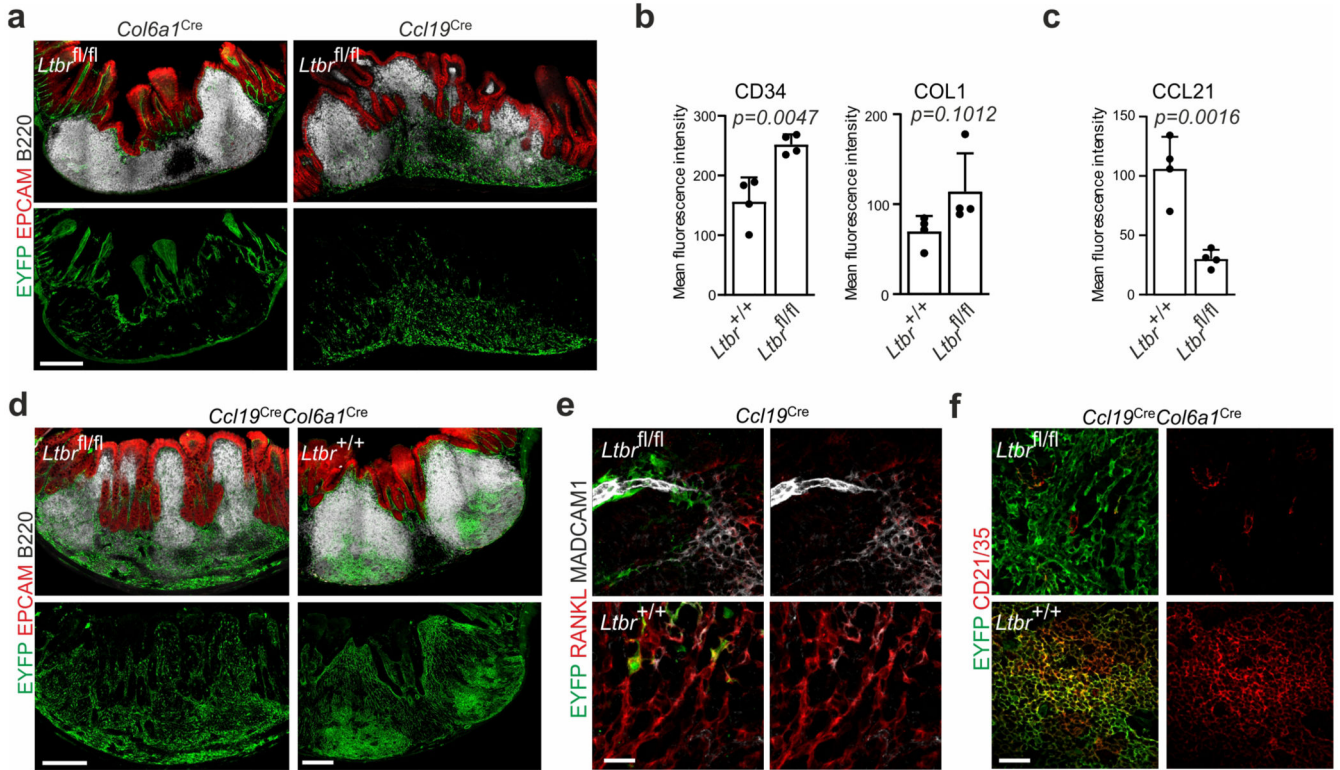 a
Col6a1Cre
Ccl19Cre
Ltbrfl/fl
Ltbrfl/fl
EYFP EPCAM B220
b
CD34
p=0.0047
Mean fluorescence intensity
300
200
150
100
0
Ltbr+/+
Ltbrfl/fl
COL1
p=0.1012
Mean fluorescence intensity
200
100
0
Ltbr+/+
Ltbrfl/fl
c
CCL21
p=0.0016
Mean fluorescence intensity
150
100
50
0
Ltbr+/+
Ltbrfl/fl
d
Ccl19CreCol6a1Cre
Ltbrfl/fl
Ltbr+/+
EYFP EPCAM B220
e
Ccl19Cre
Ltbrfl/fl
Ltbr+/+
EYFP RANKL MADCAM1
f
Ccl19CreCol6a1Cre
Ltbrfl/fl
Ltbr+/+
EYFP CD21/35